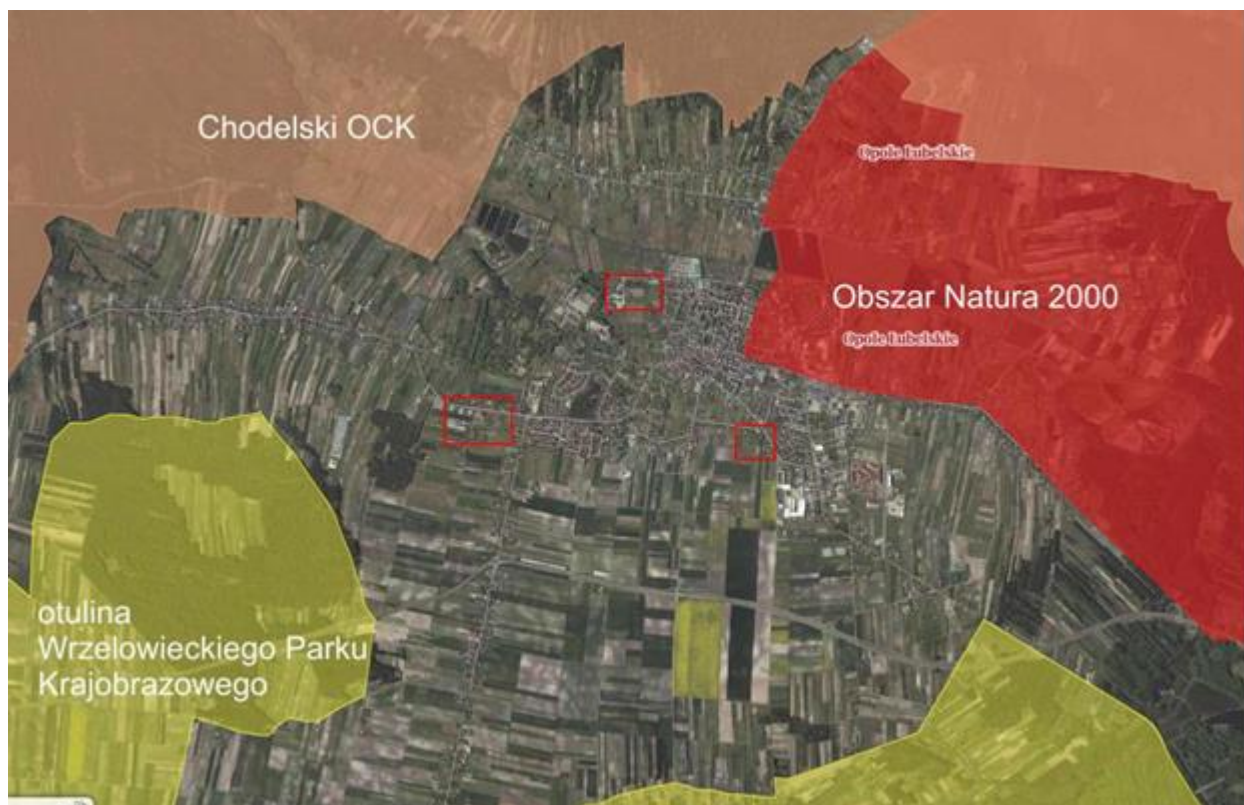 Chodelski OCK
Opole Lubelskie
Obszar Natura 2000
Opole Lubelskie
otulina
Wrzelowieckiego Parku
Krajobrazowego